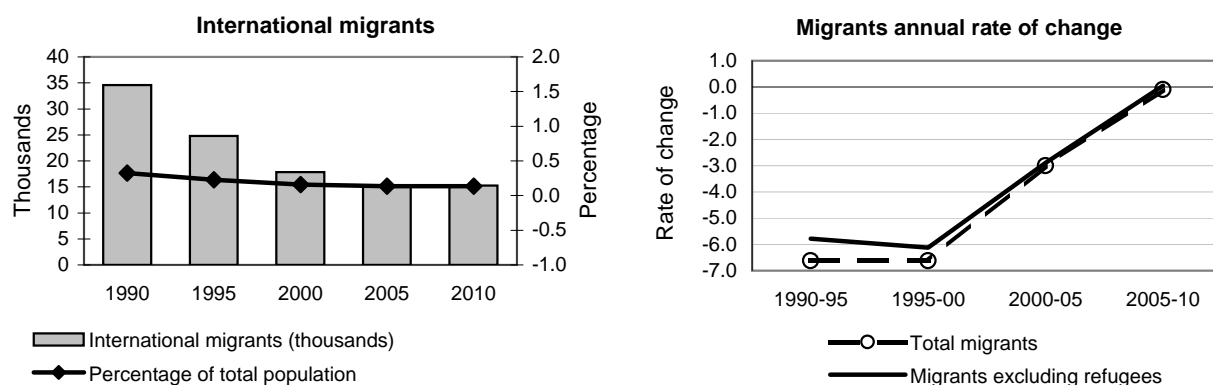 International migrants
40
35
30
25
20
15
10
5
0
Thousands
2.0
1.5
1.0
0.5
0.0
-0.5
-1.0
Percentage
1990 1995 2000 2005 2010
International migrants (thousands)
Percentage of total population
Migrants annual rate of change
1.0
0.0
-1.0
-2.0
-3.0
-4.0
-5.0
-6.0
-7.0
Rate of change
1990-95 1995-00 2000-05 2005-10
Total migrants
Migrants excluding refugees